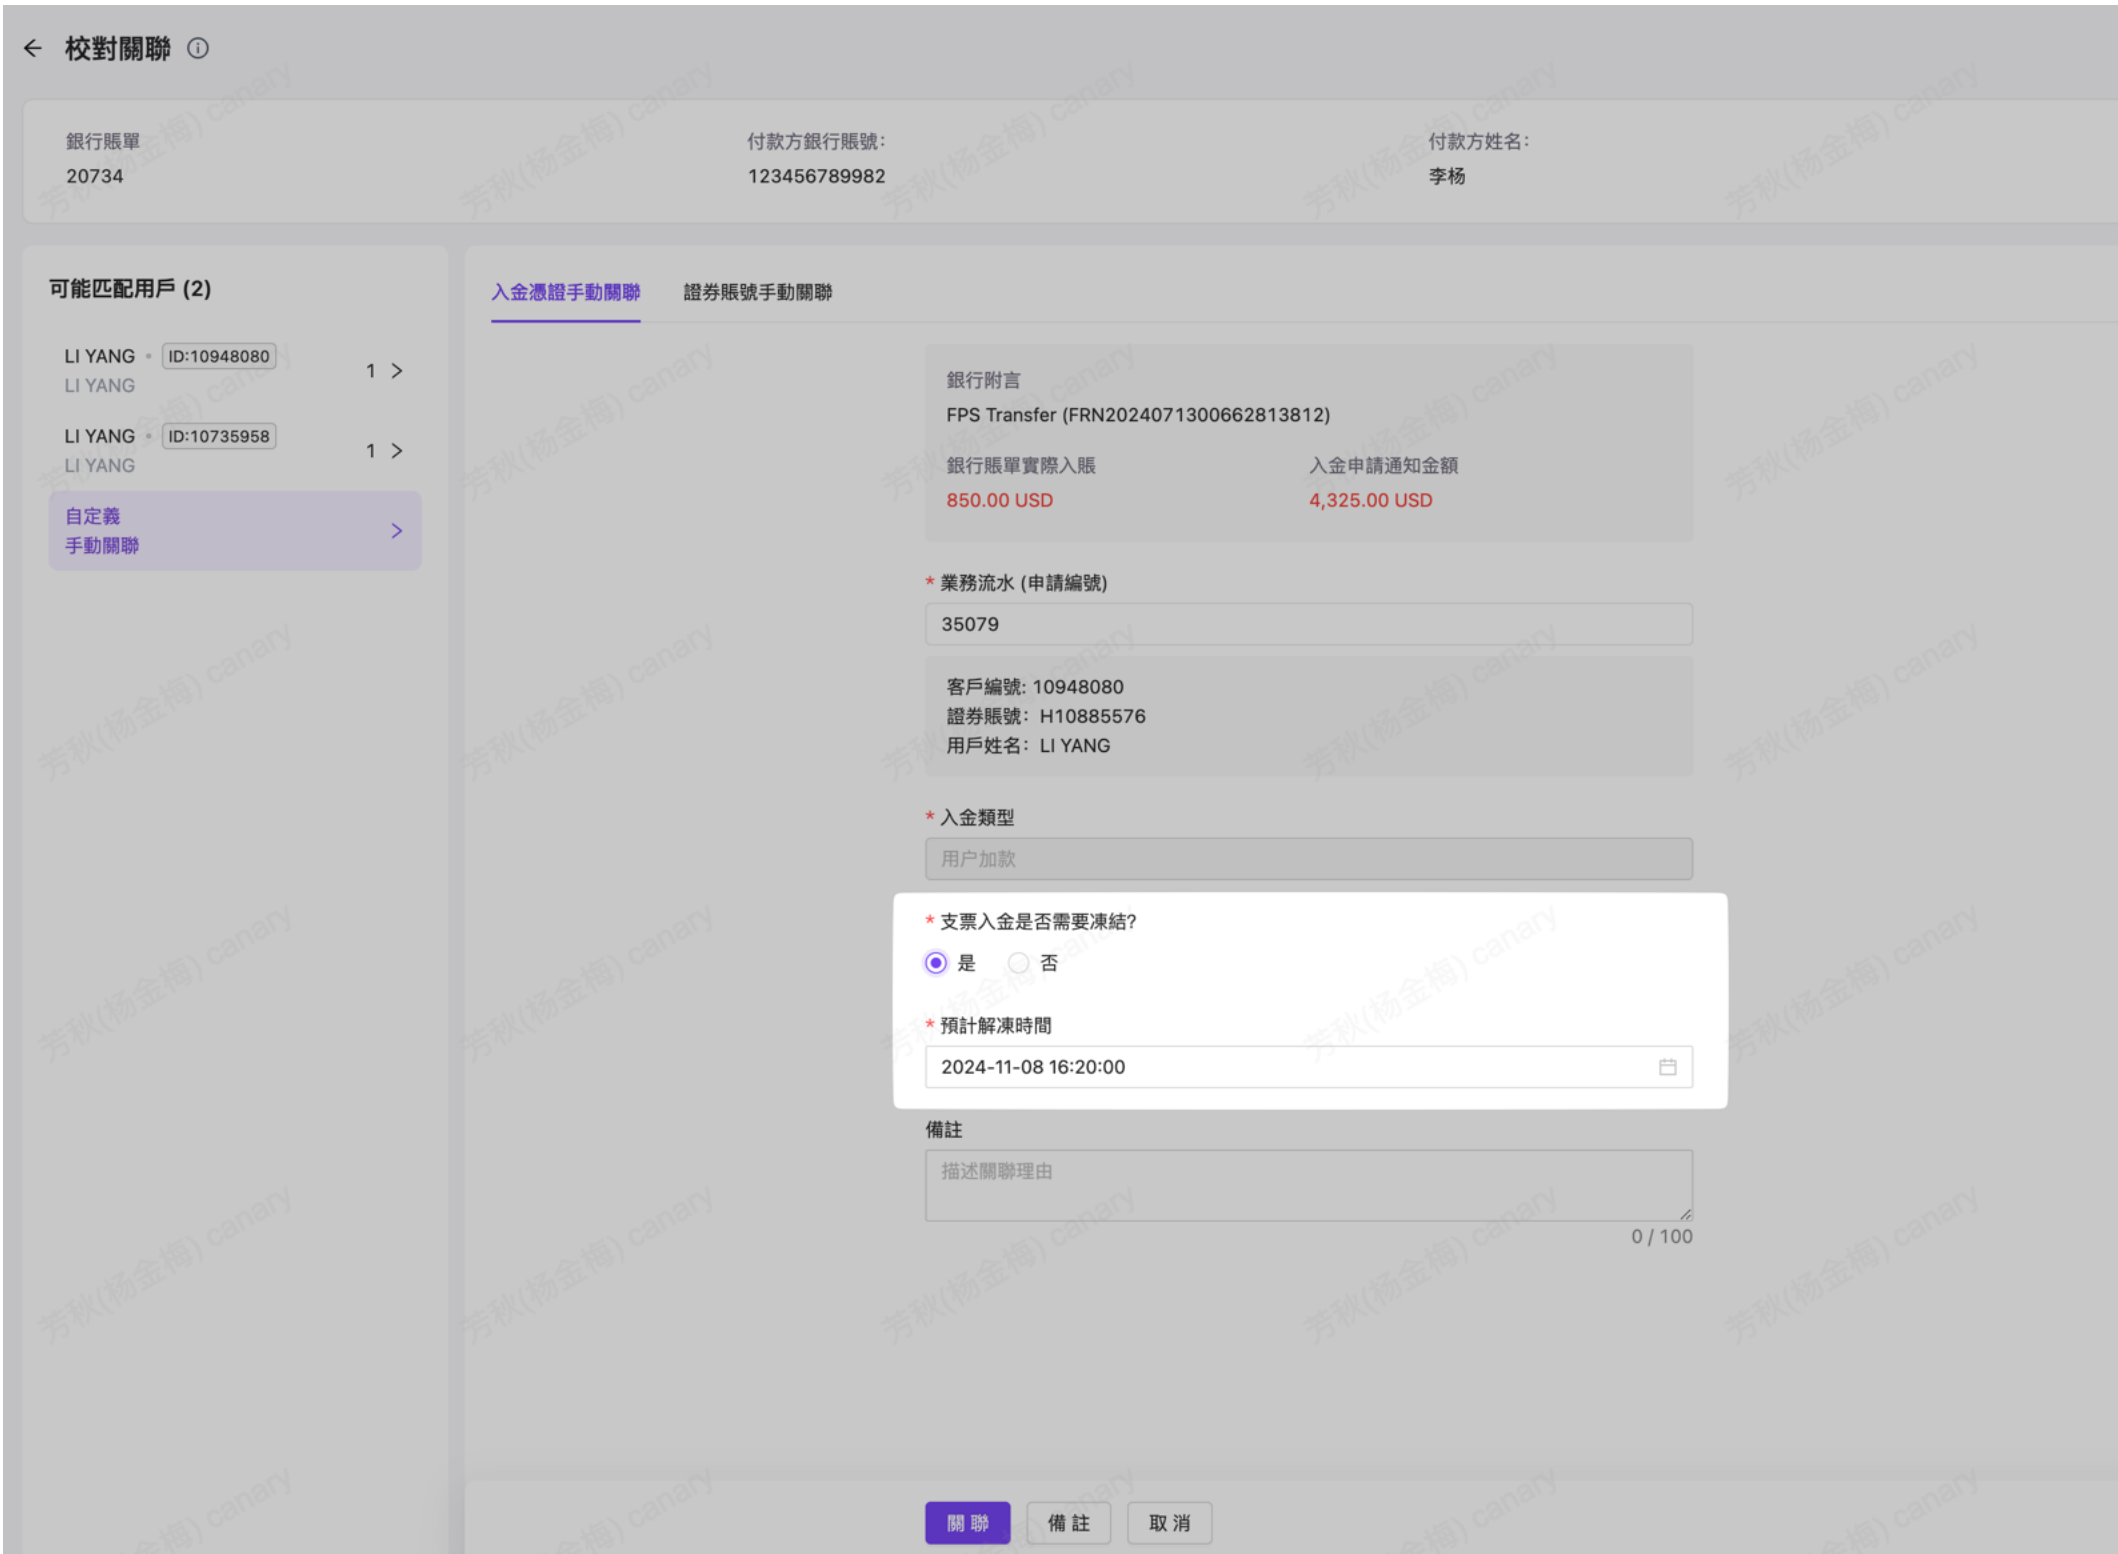 校對關聯
銀行賬單
20734
付款方銀行賬號：
123456789982
付款方姓名：
李杨
可能匹配用戶 (2)
LI YANG • ID:10948080
LI YANG
1
LI YANG • ID:10735958
LI YANG
1
自定義
手動關聯
入金憑證手動關聯 證券賬號手動關聯
銀行附言
FPS Transfer (FRN2024071300662813812)
銀行賬單實際入賬 入金申請通知金額
850.00 USD 4,325.00 USD
* 業務流水 (申請編號)
35079
客戶編號: 10948080
證券賬號： H10885576
用戶姓名： LI YANG
* 入金類型
用户加款
* 支票入金是否需要凍結?
是 否
* 預計解凍時間
2024-11-08 16:20:00
備註
描述關聯理由
0 / 100
關聯 備註 取消
芳秋(杨金梅) canary